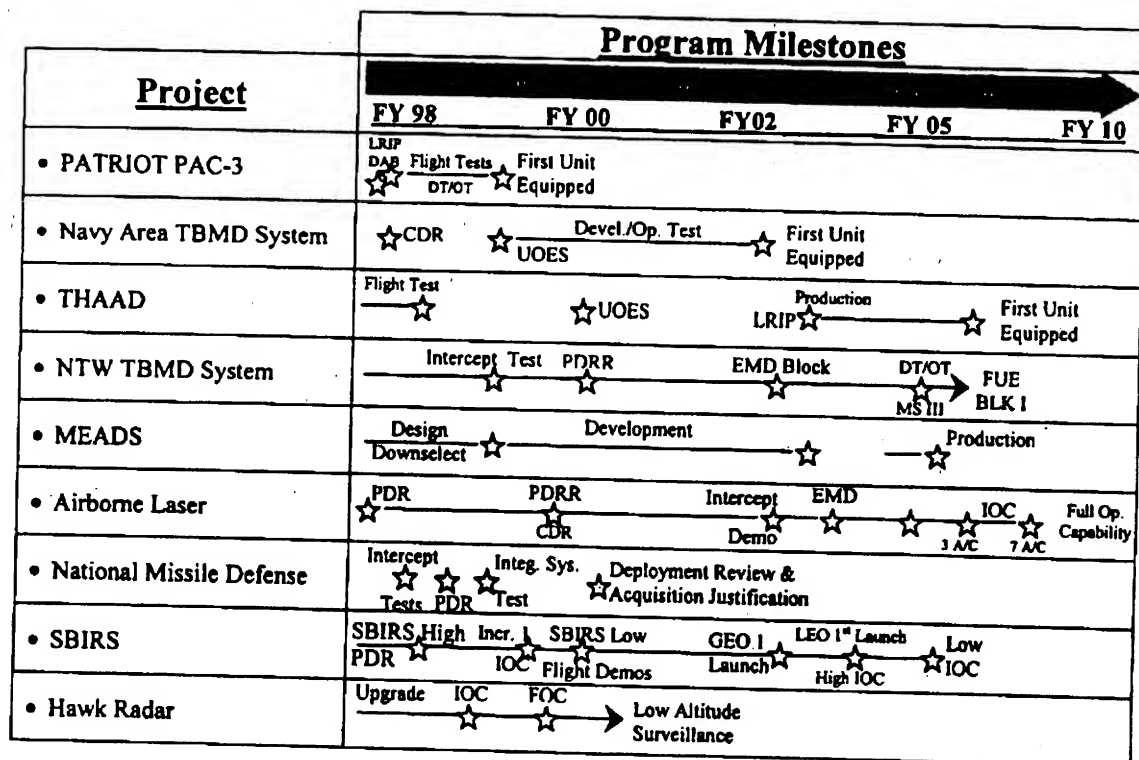 Program Milestones
Project
FY 98 FY 00 FY02 FY 05 FY 10
• PATRIOT PAC-3
LRIP
DAB Flight Tests First Unit
DT/OT Equipped
• Navy Area TBMD System
CDR Devel./Op. Test First Unit
UOES Equipped
• THAAD
Flight Test Production First Unit
UOES LRIP Equipped
• NTW TBMD System
Intercept Test PDRR EMD Block DT/OT FUE
MS III BLK I
• MEADS
Design Development Production
Downselect
• Airborne Laser
PDR PDRR Intercept EMD IOC Full Op.
CDR Demo 3 A/C 7 A/C Capability
• National Missile Defense
Intercept Integ. Sys. Deployment Review &
Tests PDR Test Acquisition Justification
• SBIRS
SBIRS High Incr. 1 SBIRS Low GEO 1 LEO 1st Launch Low
PDR IOC Flight Demos Launch High IOC IOC
• Hawk Radar
Upgrade IOC FOC Low Altitude
Surveillance